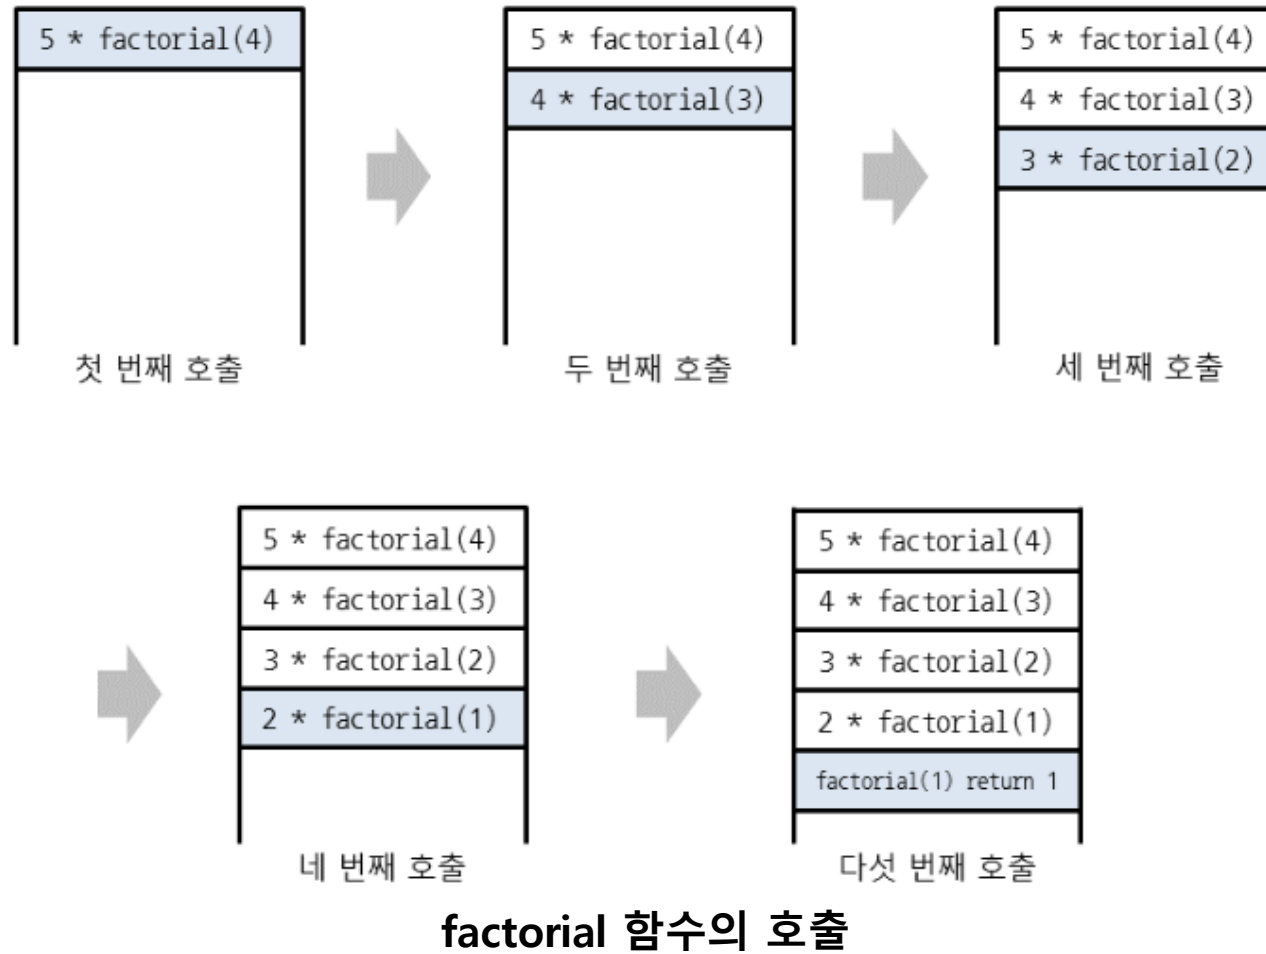 5 * factorial(4)
첫 번째 호출
5 * factorial(4)
4 * factorial(3)
두 번째 호출
5 * factorial(4)
4 * factorial(3)
3 * factorial(2)
세 번째 호출
5 * factorial(4)
4 * factorial(3)
3 * factorial(2)
2 * factorial(1)
네 번째 호출
5 * factorial(4)
4 * factorial(3)
3 * factorial(2)
2 * factorial(1)
factorial(1) return 1
다섯 번째 호출
factorial 함수의 호출